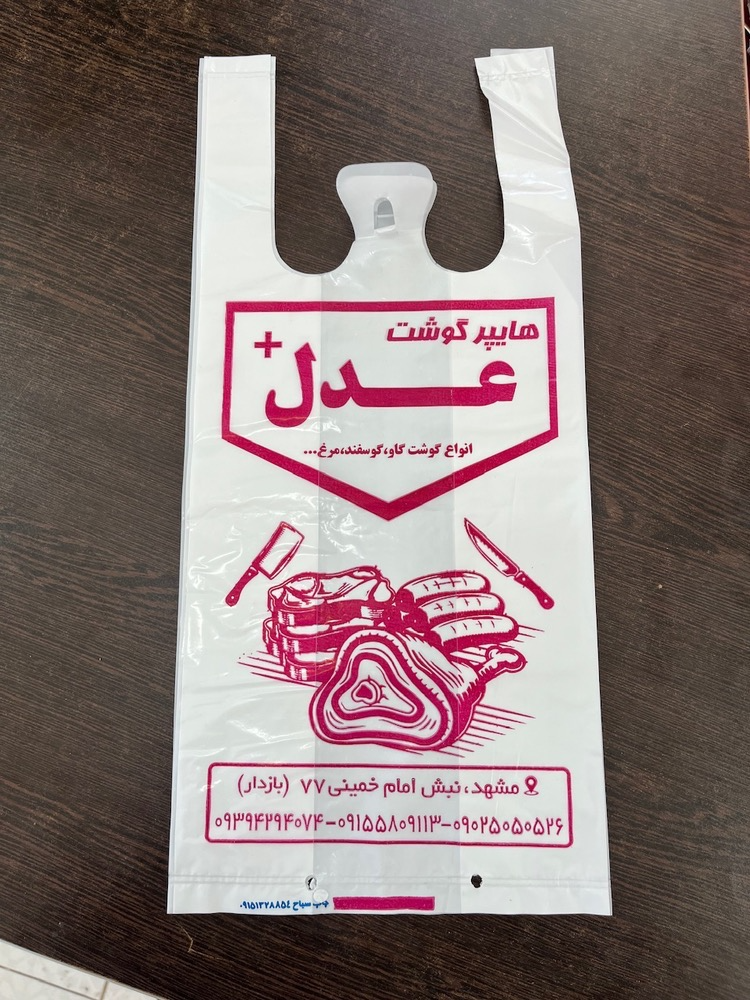 هایپر گوشت
عدل+
انواع گوشت گاو،گوسفند،مرغ...
مشهد، نبش امام خمینی ۷۷ (بازدار)
۰۹۳۹۴۲۹۴۰۷۴-۰۹۱۵۵۸۰۹۱۱۳-۰۹۰۲۵۰۵۰۵۲۶
چاپ سباح ۰۹۱۵۱۳۲۸۸۵۴